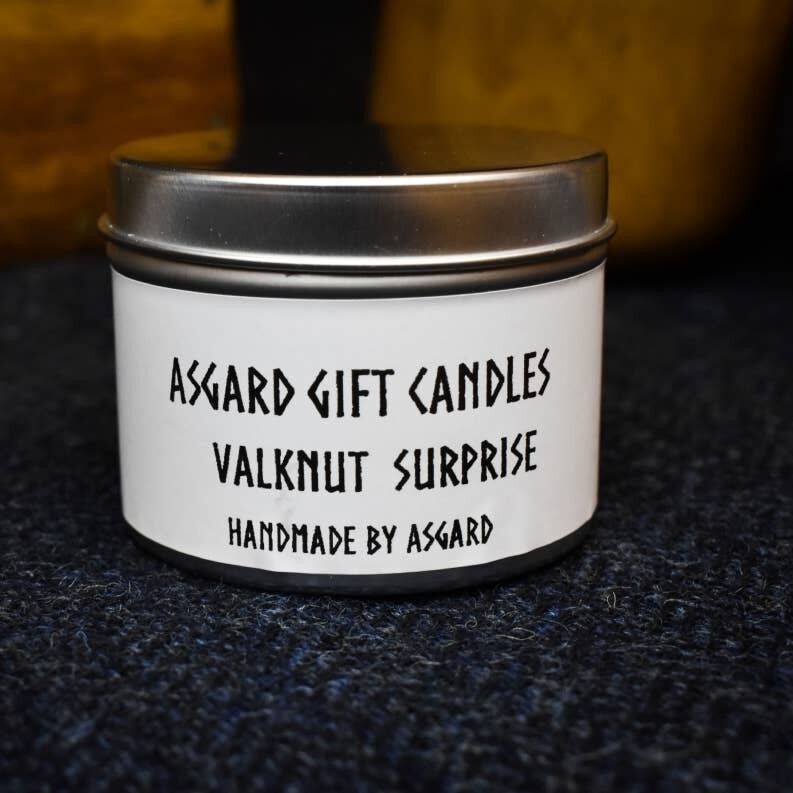 ASGARD GIFT CANDLES
VALKNUT SURPRISE
HANDMADE BY ASGARD